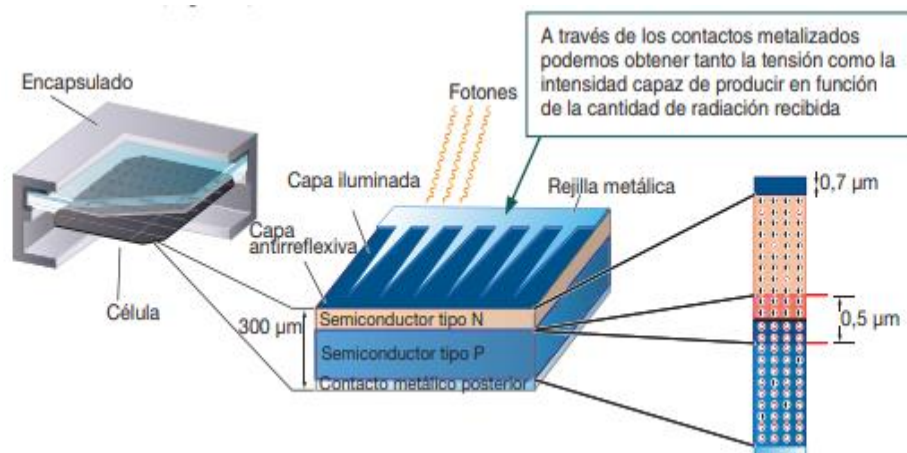 A través de los contactos metalizados
podemos obtener tanto la tensión como la
intensidad capaz de producir en función
de la cantidad de radiación recibida
Encapsulado
Fotones
Capa iluminada
Rejilla metálica
Capa
antirreflexiva
Célula
300 µm
Semiconductor tipo N
Semiconductor tipo P
Contacto metálico posterior
0,7 µm
0,5 µm